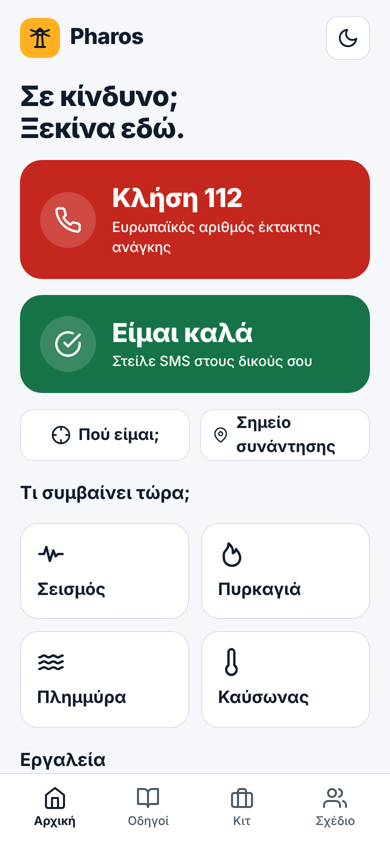 Pharos
Σε κίνδυνο;
Ξεκίνα εδώ.
Κλήση 112
Ευρωπαϊκός αριθμός έκτακτης
ανάγκης
Είμαι καλά
Στείλε SMS στους δικούς σου
Πού είμαι;
Σημείο
συνάντησης
Τι συμβαίνει τώρα;
Σεισμός
Πυρκαγιά
Πλημμύρα
Καύσωνας
Εργαλεία
Αρχική
Οδηγοί
Κιτ
Σχέδιο